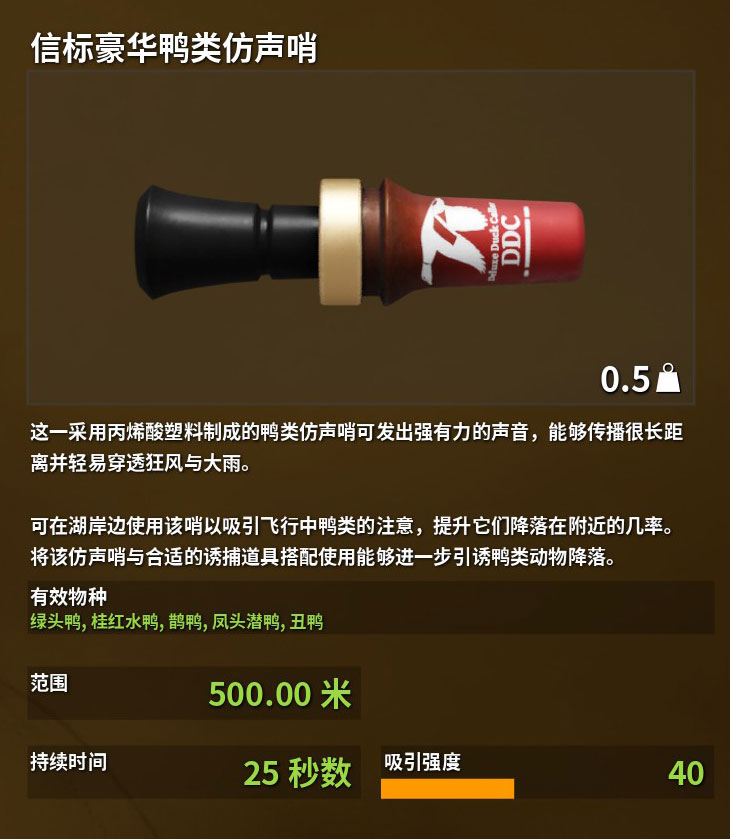 信标豪华鸭类仿声哨
Deluxe Duck Calls
DDC
0.5
这一采用丙烯酸塑料制成的鸭类仿声哨可发出强有力的声音，能够传播很长距
离并轻易穿透狂风与大雨。
可在湖岸边使用该哨以吸引飞行中鸭类的注意，提升它们降落在附近的几率。
将该仿声哨与合适的诱捕道具搭配使用能够进一步引诱鸭类动物降落。
有效物种
绿头鸭, 桂红水鸭, 鹊鸭, 凤头潜鸭, 丑鸭
范围
500.00 米
持续时间
25 秒数
吸引强度
40